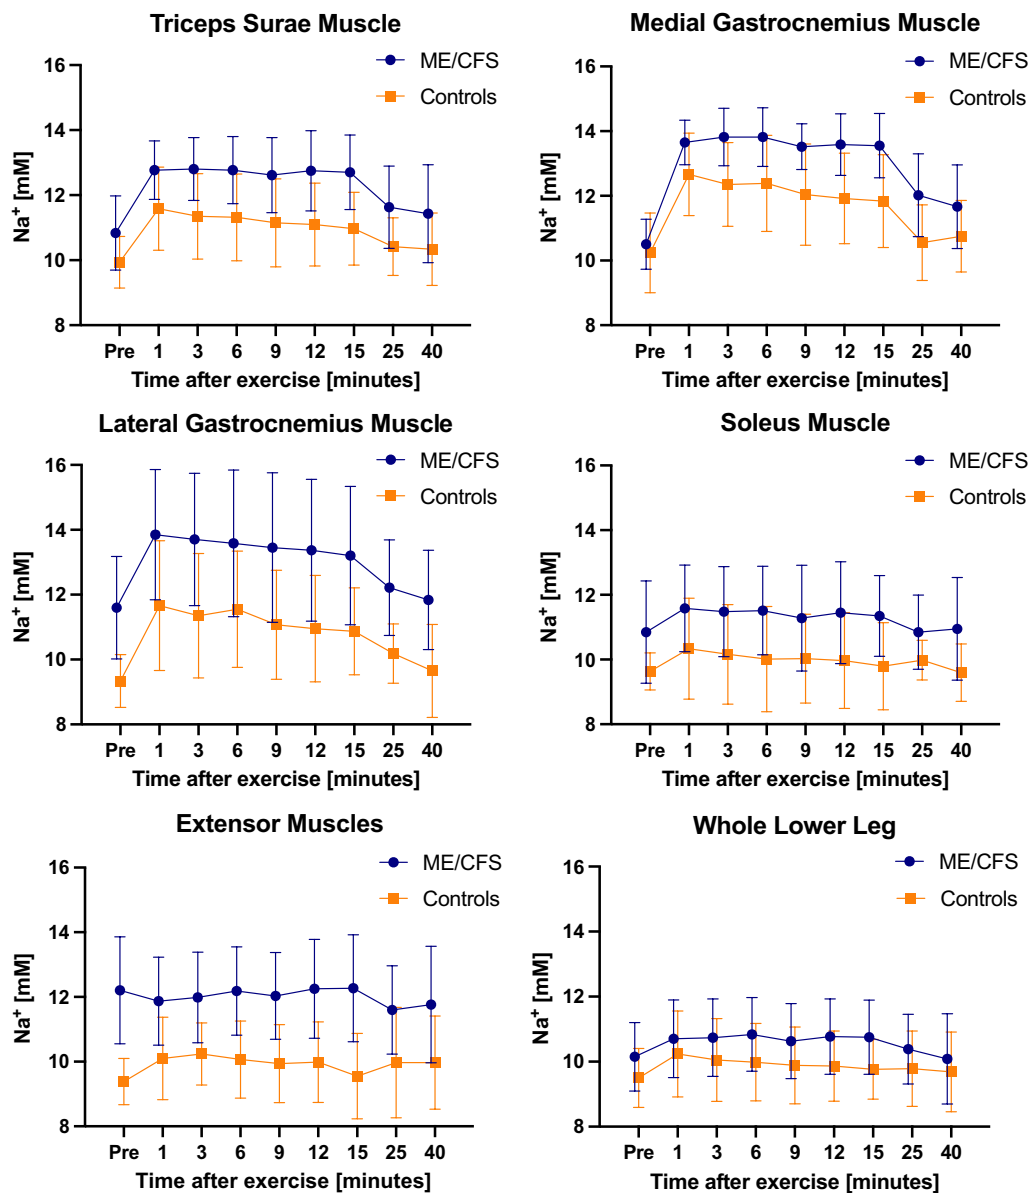 Triceps Surae Muscle
ME/CFS
Controls
Na⁺ [mM]
16
14
12
10
8
Pre 1 3 6 9 12 15 25 40
Time after exercise [minutes]
Medial Gastrocnemius Muscle
ME/CFS
Controls
Na⁺ [mM]
16
14
12
10
8
Pre 1 3 6 9 12 15 25 40
Time after exercise [minutes]
Lateral Gastrocnemius Muscle
ME/CFS
Controls
Na⁺ [mM]
16
14
12
10
8
Pre 1 3 6 9 12 15 25 40
Time after exercise [minutes]
Soleus Muscle
ME/CFS
Controls
Na⁺ [mM]
16
14
12
10
8
Pre 1 3 6 9 12 15 25 40
Time after exercise [minutes]
Extensor Muscles
ME/CFS
Controls
Na⁺ [mM]
16
14
12
10
8
Pre 1 3 6 9 12 15 25 40
Time after exercise [minutes]
Whole Lower Leg
ME/CFS
Controls
Na⁺ [mM]
16
14
12
10
8
Pre 1 3 6 9 12 15 25 40
Time after exercise [minutes]